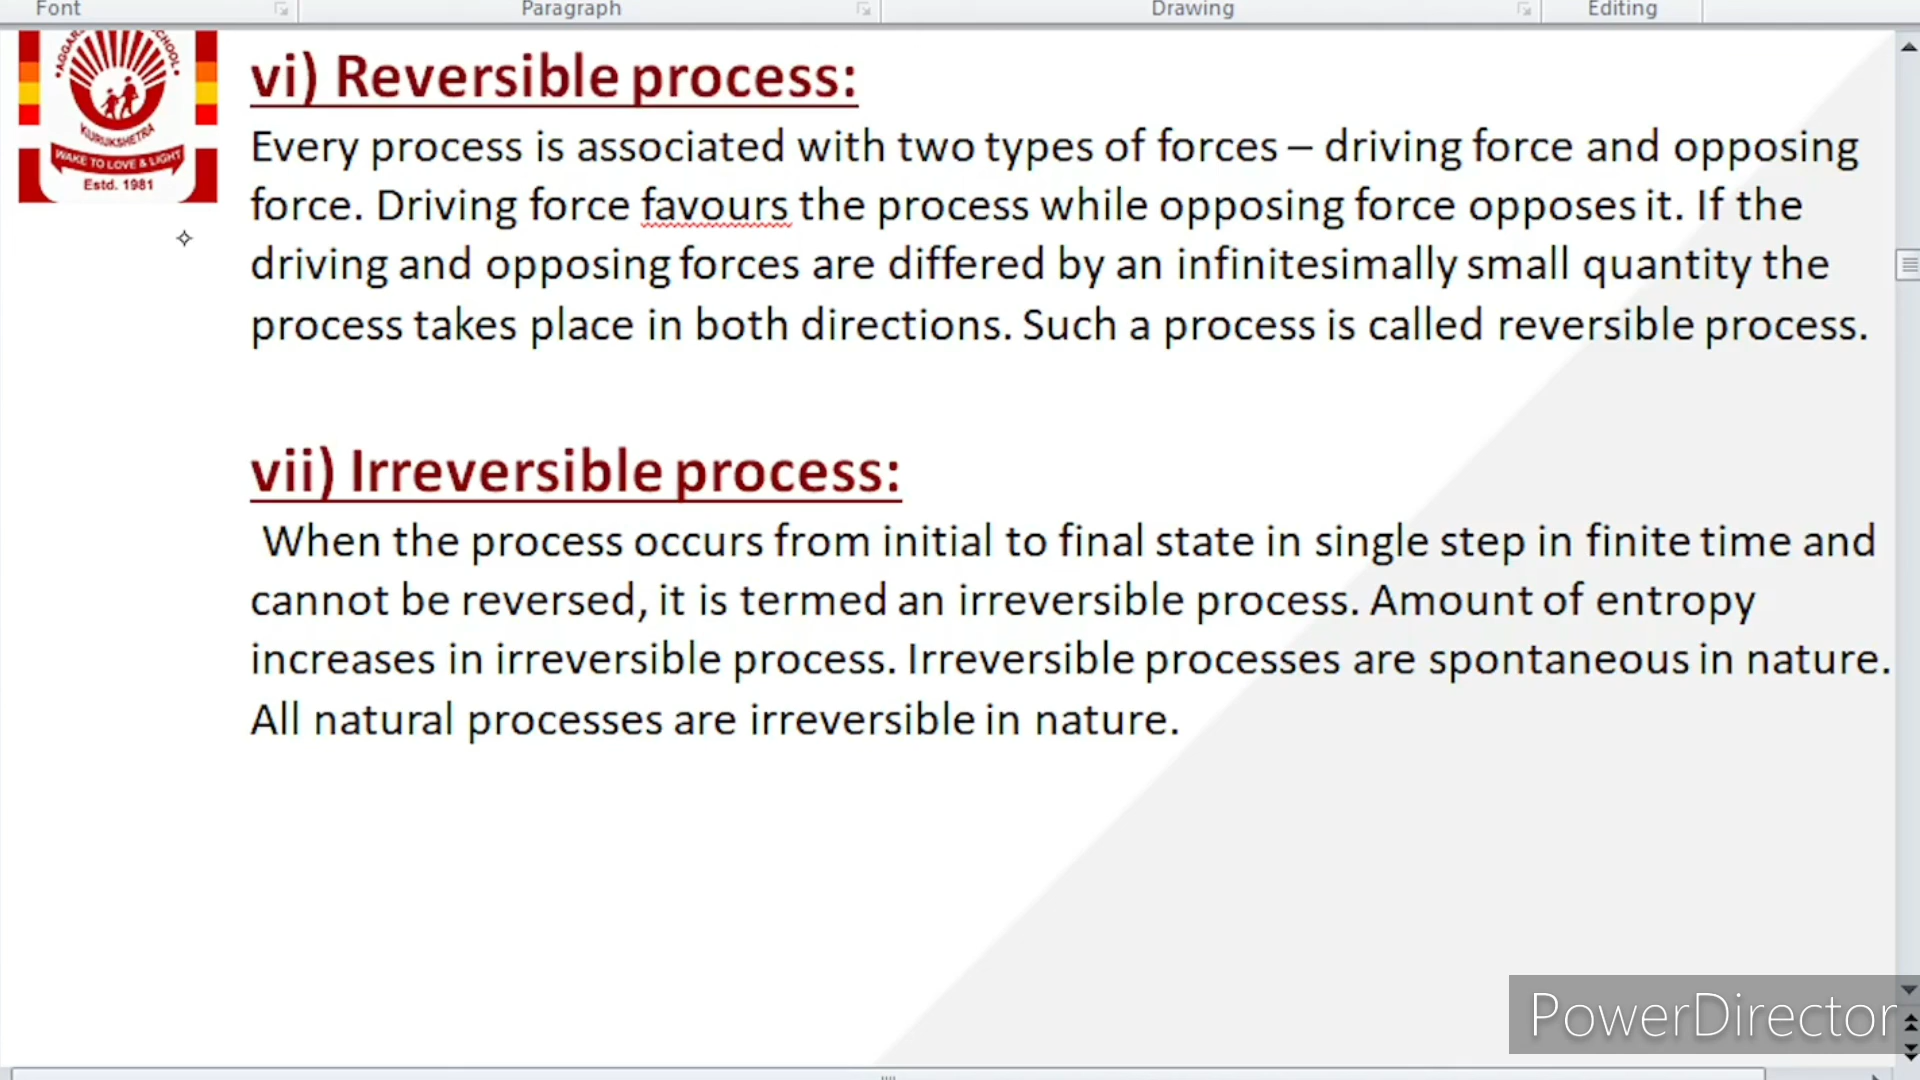 Font Paragraph Drawing Editing
SCHOOL
KURUKSHETRA
WAKE TO LOVE & LIGHT
Estd. 1981
vi) Reversible process:
Every process is associated with two types of forces – driving force and opposing
force. Driving force favours the process while opposing force opposes it. If the
driving and opposing forces are differed by an infinitesimally small quantity the
process takes place in both directions. Such a process is called reversible process.
vii) Irreversible process:
When the process occurs from initial to final state in single step in finite time and
cannot be reversed, it is termed an irreversible process. Amount of entropy
increases in irreversible process. Irreversible processes are spontaneous in nature.
All natural processes are irreversible in nature.
PowerDirector